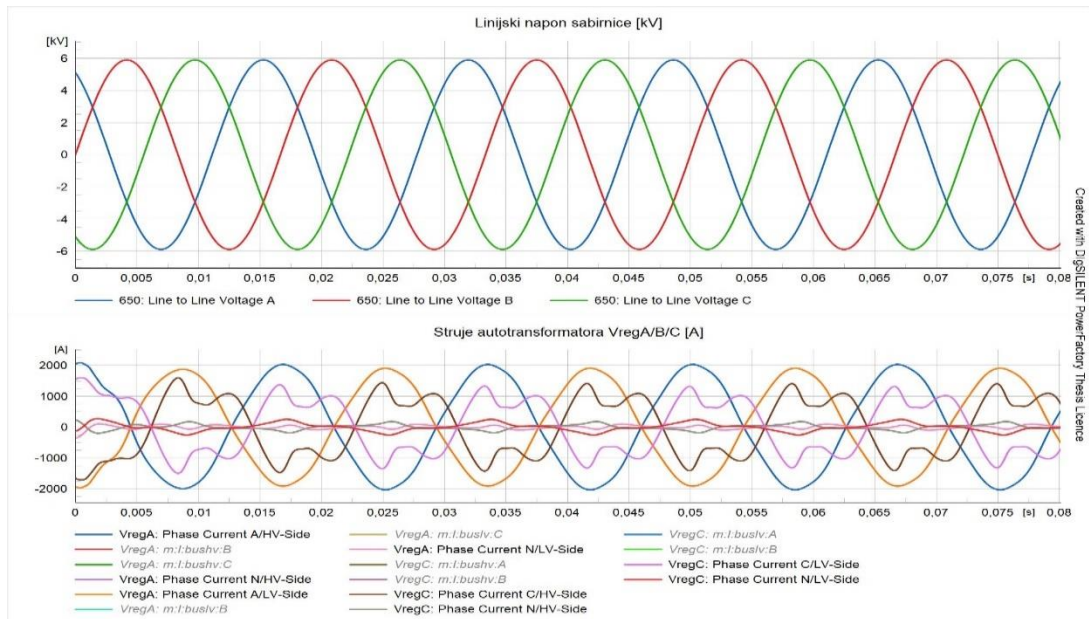 Linijski napon sabirnice [kV]
[kV]
6
4
2
0
-2
-4
-6
0 0,005 0,01 0,015 0,02 0,025 0,03 0,035 0,04 0,045 0,05 0,055 0,06 0,065 0,07 0,075 [s] 0,08
650: Line to Line Voltage A 650: Line to Line Voltage B 650: Line to Line Voltage C
Struje autotransformatora VregA/B/C [A]
[A]
2000
1000
0
-1000
-2000
0 0,005 0,01 0,015 0,02 0,025 0,03 0,035 0,04 0,045 0,05 0,055 0,06 0,065 0,07 0,075 [s] 0,08
VregA: Phase Current A/HV-Side VregA: m:I:buslv:C VregC: m:I:buslv:A
VregA: m:I:bushv:B VregA: Phase Current N/LV-Side VregC: m:I:buslv:B
VregA: m:I:bushv:C VregC: m:I:bushv:A VregC: Phase Current C/LV-Side
VregA: Phase Current N/HV-Side VregC: m:I:bushv:B VregC: Phase Current N/LV-Side
VregA: Phase Current A/LV-Side VregC: Phase Current C/HV-Side
VregA: m:I:buslv:B VregC: Phase Current N/HV-Side
Created with DIgSILENT PowerFactory Thesis Licence